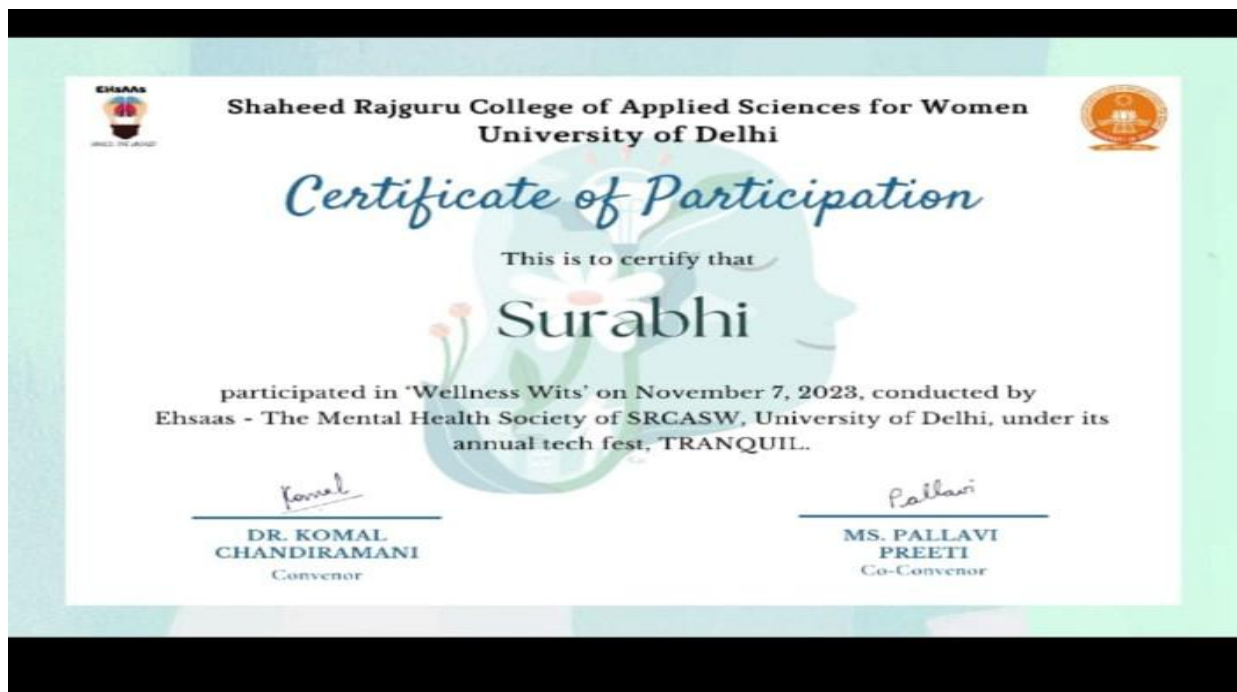 EHSAAS
Shaheed Rajguru College of Applied Sciences for Women
University of Delhi
Certificate of Participation
This is to certify that
Surabhi
participated in 'Wellness Wits' on November 7, 2023, conducted by
Ehsaas - The Mental Health Society of SRCASW, University of Delhi, under its
annual tech fest, TRANQUIL.
Komal
Pallavi
DR. KOMAL
CHANDIRAMANI
Convenor
MS. PALLAVI
PREETI
Co-Convenor